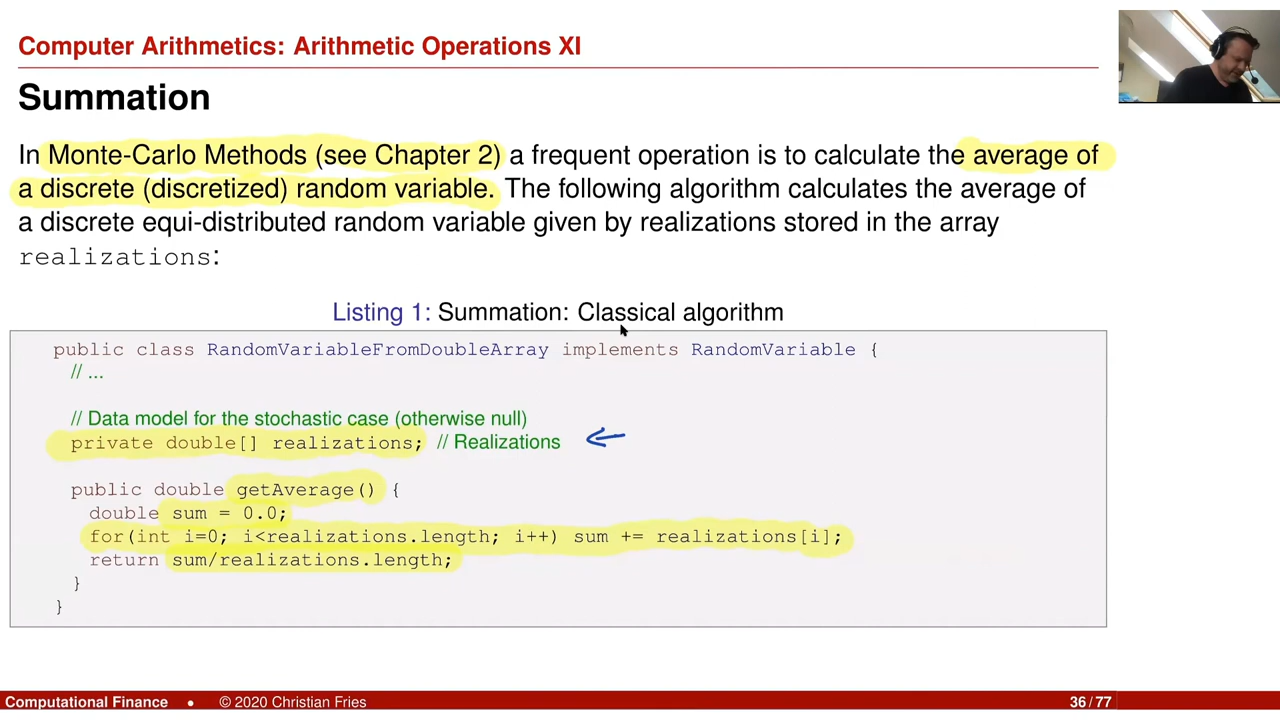 Computer Arithmetics: Arithmetic Operations XI
Summation
In Monte-Carlo Methods (see Chapter 2) a frequent operation is to calculate the average of
a discrete (discretized) random variable. The following algorithm calculates the average of
a discrete equi-distributed random variable given by realizations stored in the array
realizations:
Listing 1: Summation: Classical algorithm
public class RandomVariableFromDoubleArray implements RandomVariable {
// ...
// Data model for the stochastic case (otherwise null)
private double[] realizations; // Realizations
public double getAverage() {
double sum = 0.0;
for(int i=0; i<realizations.length; i++) sum += realizations[i];
return sum/realizations.length;
}
}
Computational Finance • © 2020 Christian Fries 36 / 77